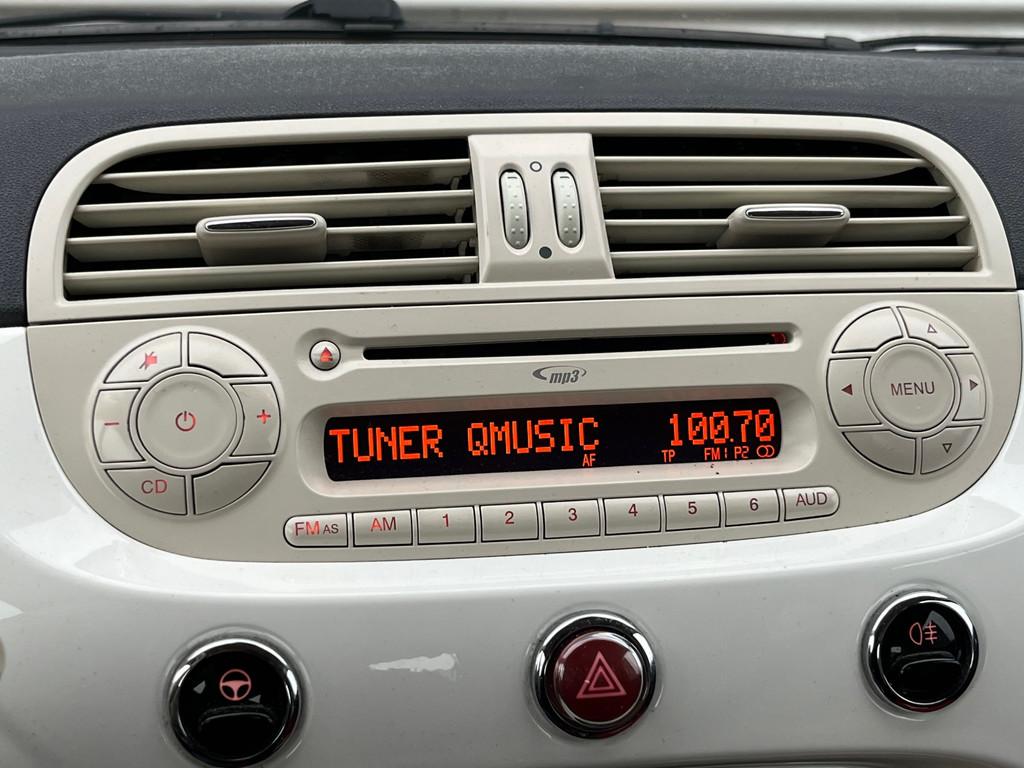 mp3
TUNER QMUSIC 100.70
AF TP FM1 P2
MENU
CD
FM AS AM 1 2 3 4 5 6 AUD